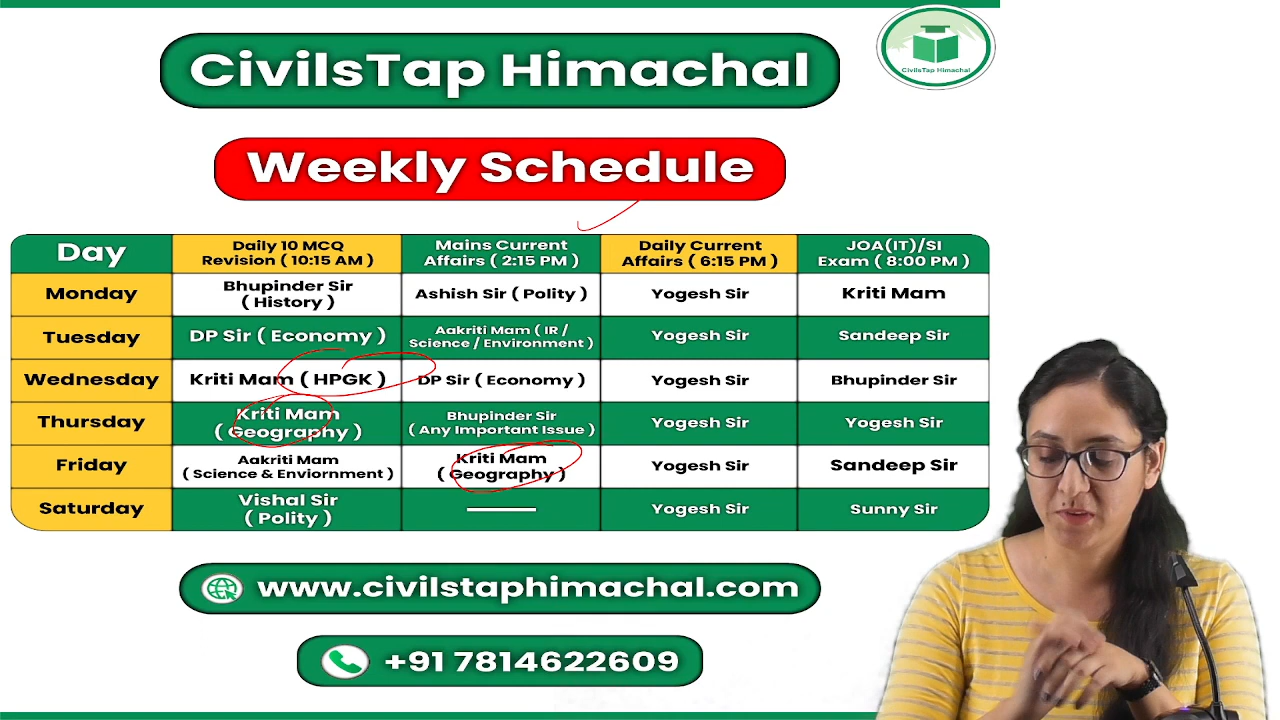 CivilsTap Himachal
CivilsTap Himachal
Weekly Schedule
Day
Daily 10 MCQ
Revision ( 10:15 AM )
Mains Current
Affairs ( 2:15 PM )
Daily Current
Affairs ( 6:15 PM )
JOA(IT)/SI
Exam ( 8:00 PM )
Monday
Bhupinder Sir
( History )
Ashish Sir ( Polity )
Yogesh Sir
Kriti Mam
Tuesday
DP Sir ( Economy )
Aakriti Mam ( IR /
Science / Environment )
Yogesh Sir
Sandeep Sir
Wednesday
Kriti Mam ( HPGK )
DP Sir ( Economy )
Yogesh Sir
Bhupinder Sir
Thursday
Kriti Mam
( Geography )
Bhupinder Sir
( Any Important Issue )
Yogesh Sir
Yogesh Sir
Friday
Aakriti Mam
( Science & Enviornment )
Kriti Mam
( Geography )
Yogesh Sir
Sandeep Sir
Saturday
Vishal Sir
( Polity )
Yogesh Sir
Sunny Sir
www.civilstaphimachal.com
+91 7814622609